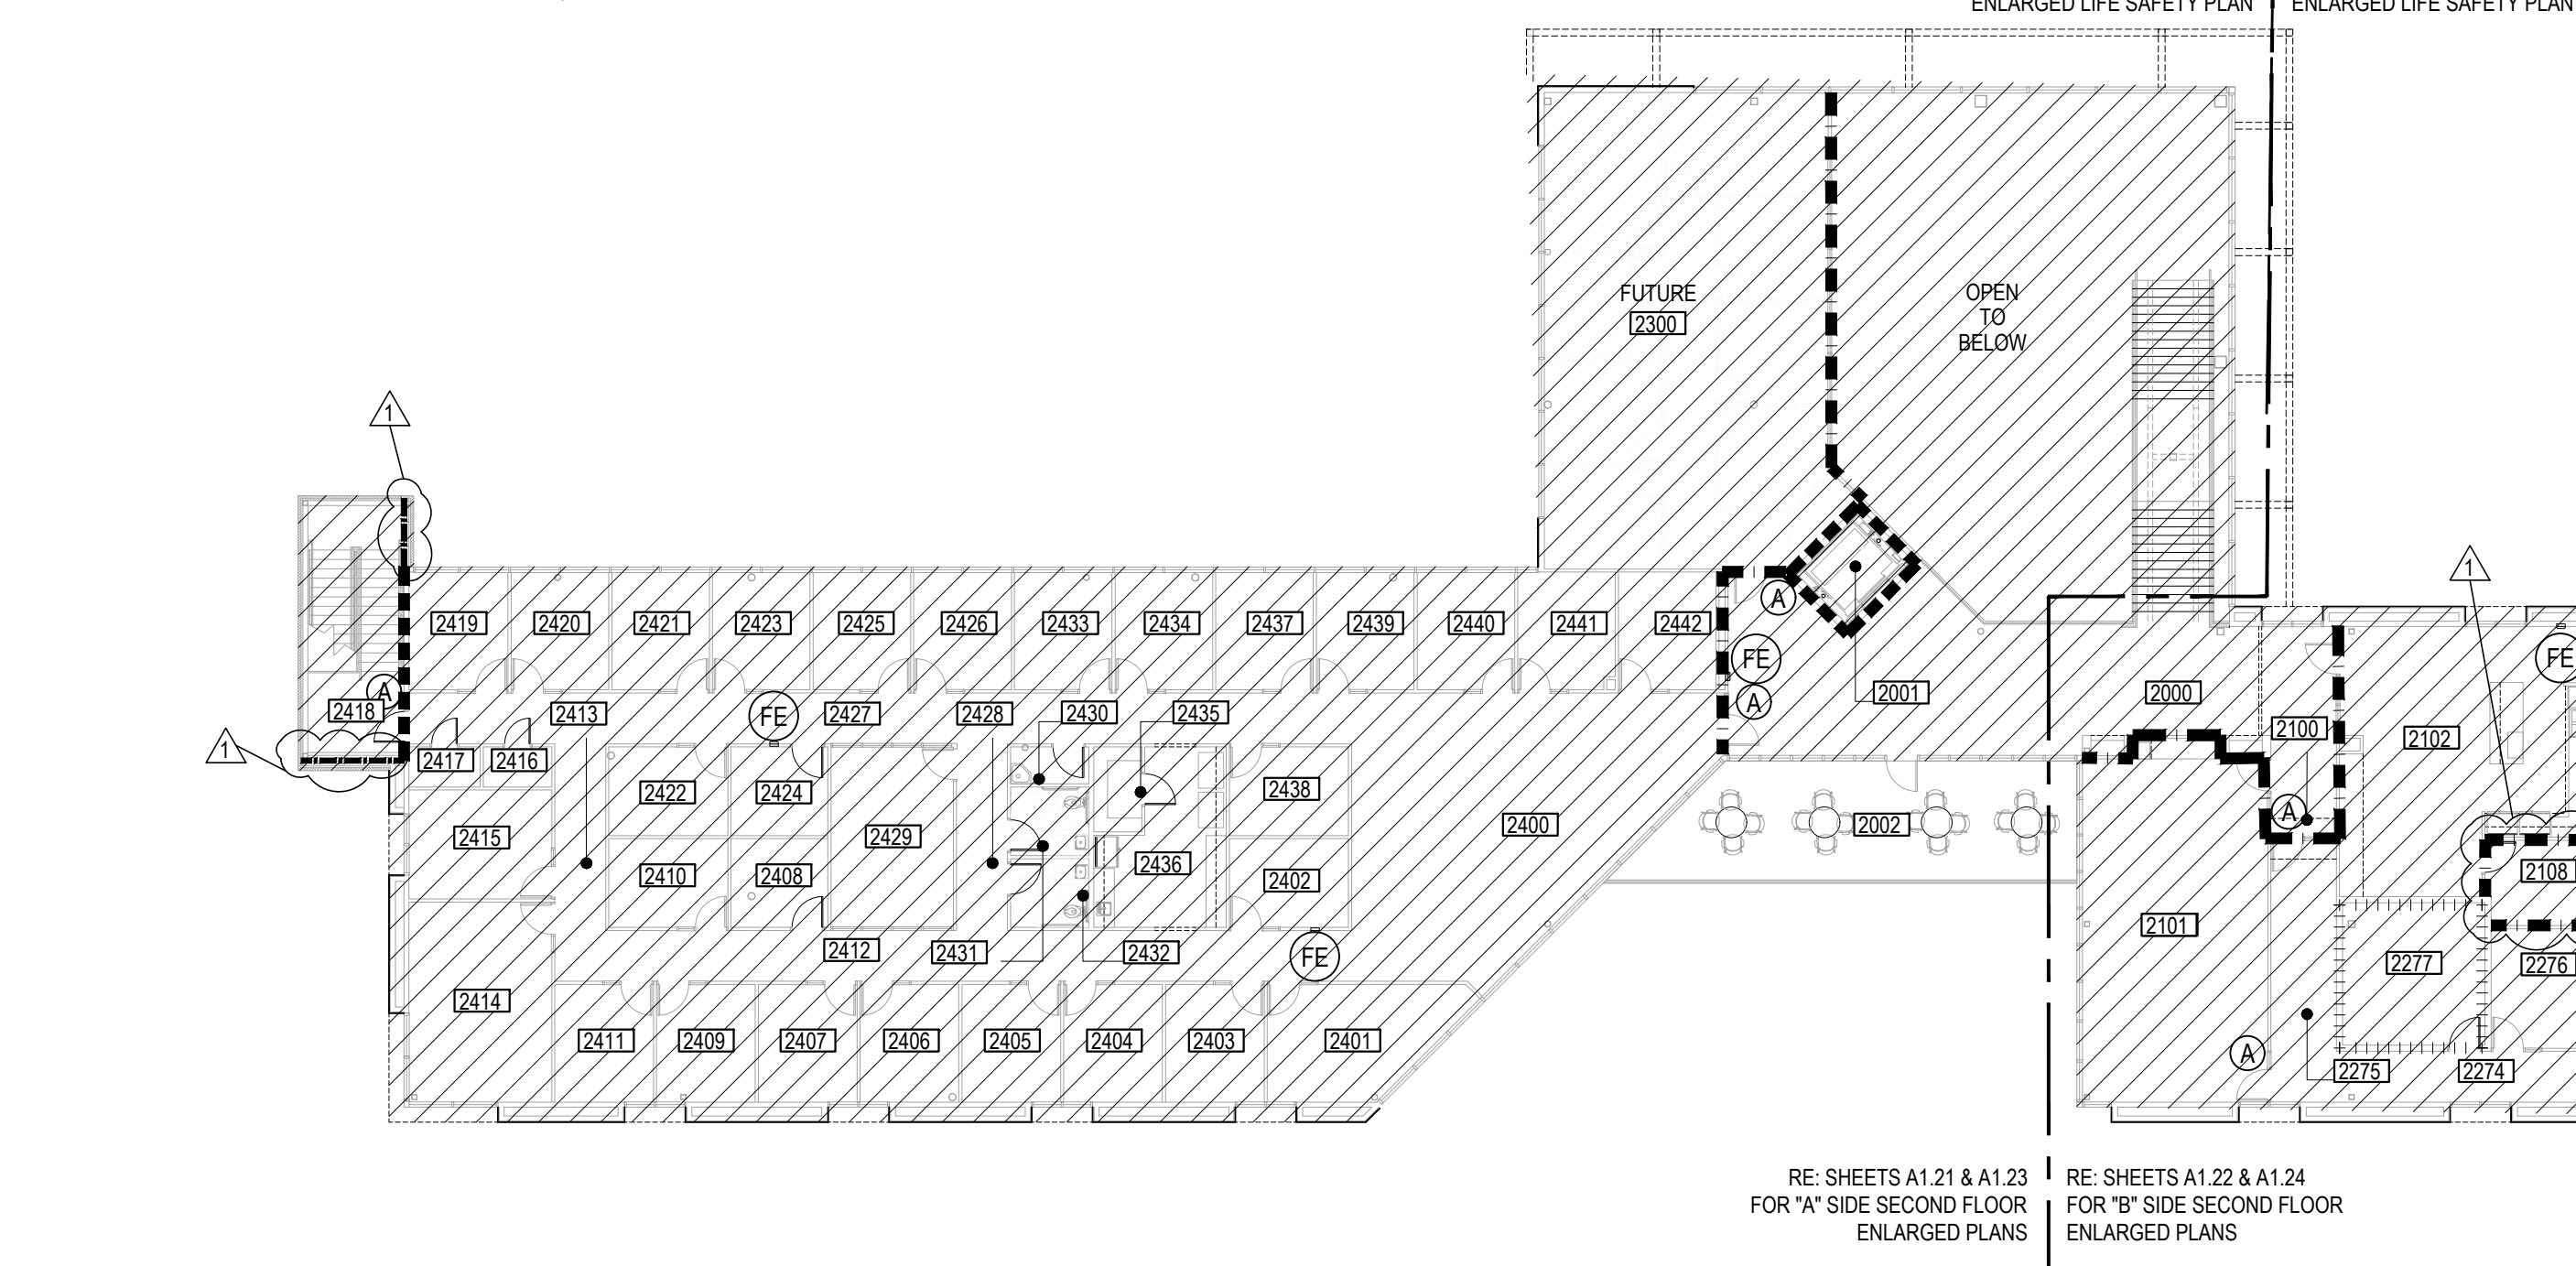 ENLARGED LIFE SAFETY PLAN
ENLARGED LIFE SAFETY PLAN
FUTURE
2300
OPEN
TO
BELOW
1
1
2419
2420
2421
2423
2425
2426
2433
2434
2437
2439
2440
2441
2442
A
FE
FE
A
2418
A
2413
FE
2427
2428
2430
2435
A
2001
2000
2100
2102
1
2417
2416
2422
2424
2438
2415
2429
2400
2002
A
2410
2408
2436
2402
2108
2101
2412
2431
2432
FE
2277
2276
2414
2411
2409
2407
2406
2405
2404
2403
2401
A
2275
2274
RE: SHEETS A1.21 & A1.23
FOR "A" SIDE SECOND FLOOR
ENLARGED PLANS
RE: SHEETS A1.22 & A1.24
FOR "B" SIDE SECOND FLOOR
ENLARGED PLANS